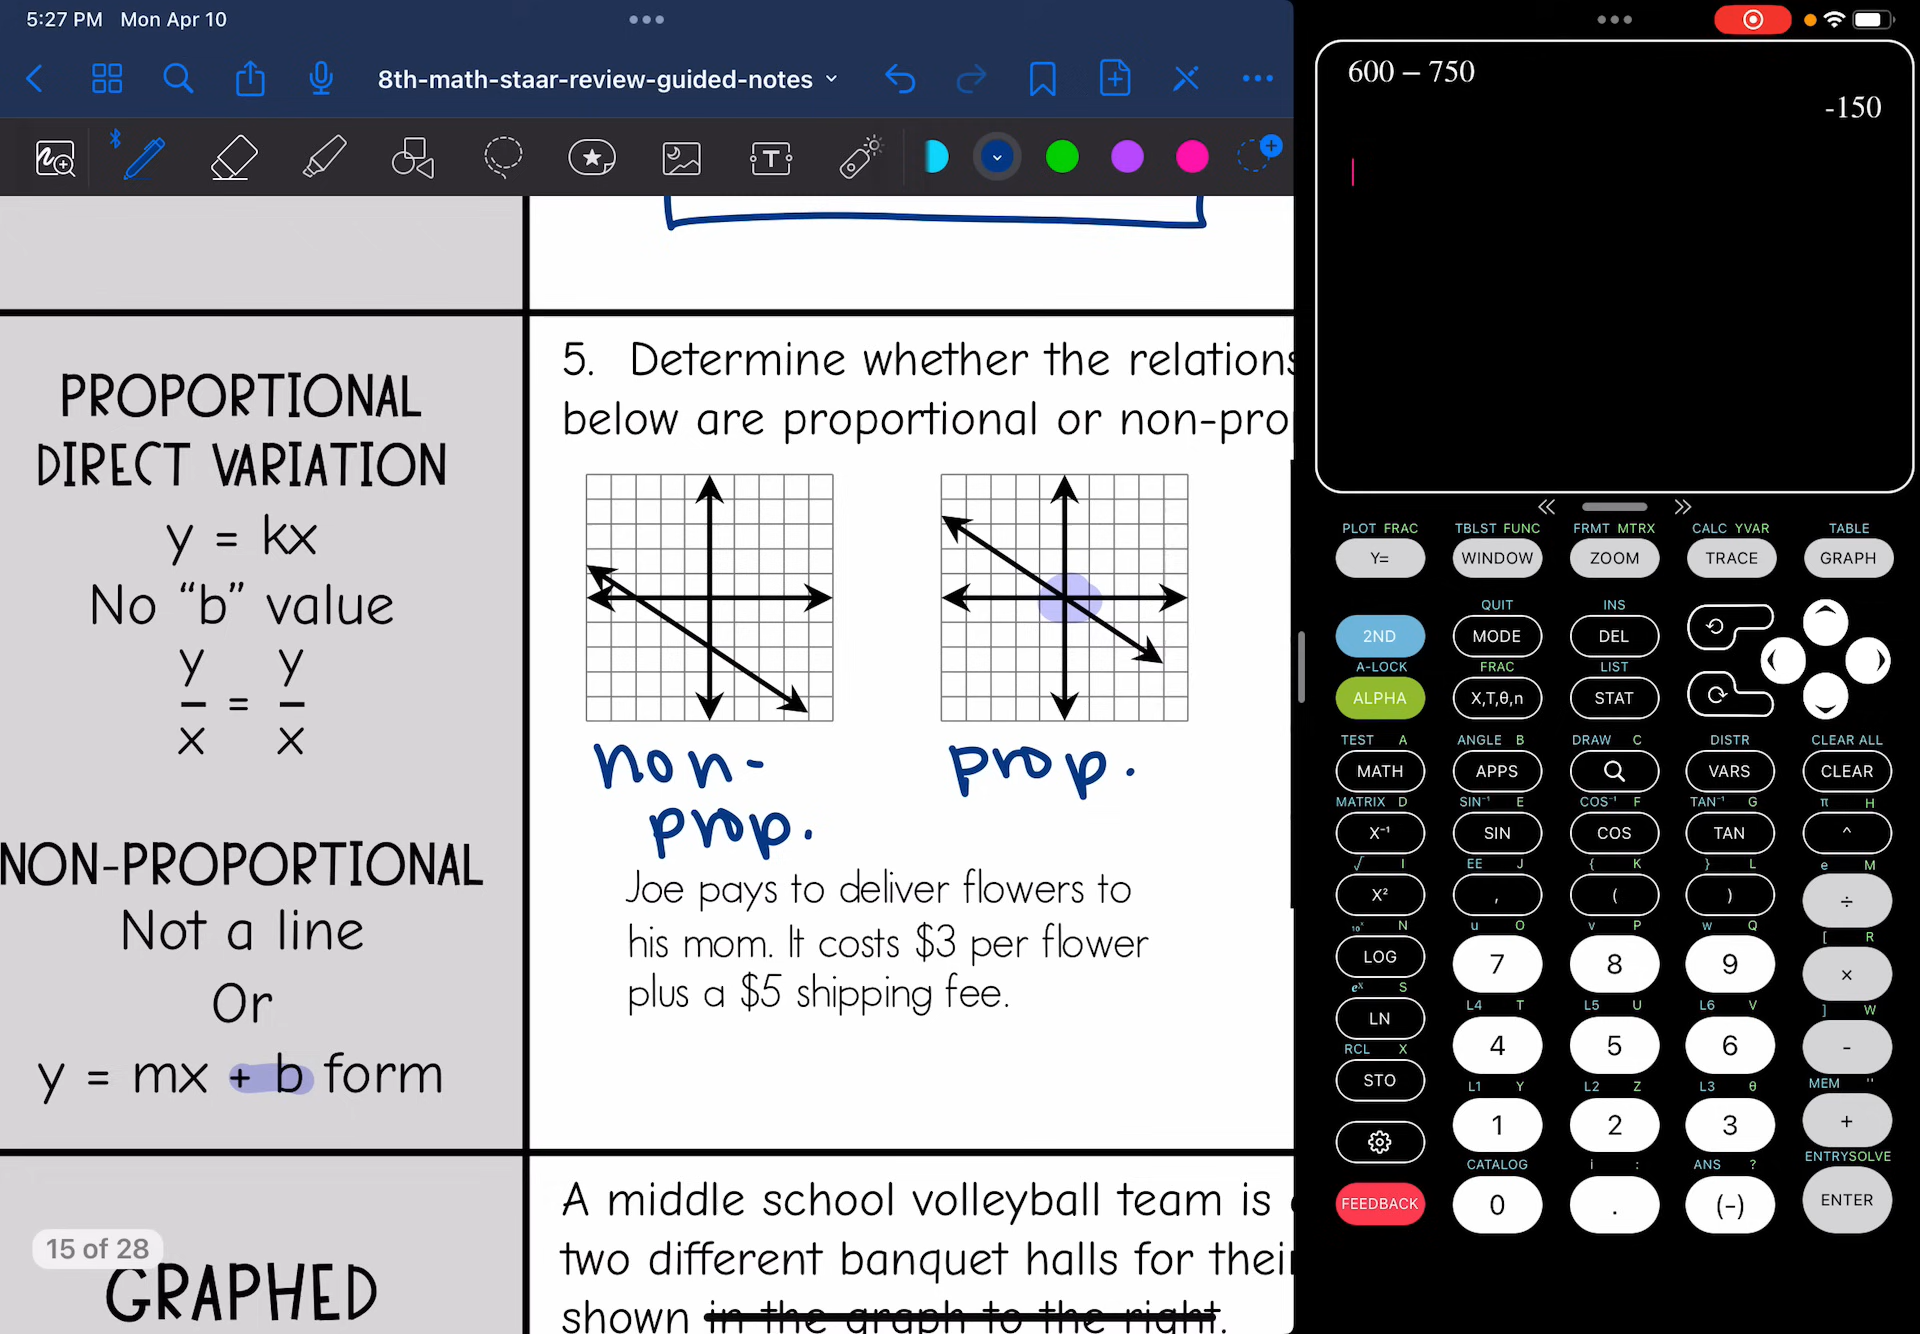 5:27 PM Mon Apr 10
8th-math-staar-review-guided-notes
T
PROPORTIONAL
DIRECT VARIATION
y = kx
No “b” value
y/x = y/x
NON-PROPORTIONAL
Not a line
Or
y = mx + b form
15 of 28
GRAPHED
5. Determine whether the relations
below are proportional or non-pro
non- prop.
prop.
Joe pays to deliver flowers to
his mom. It costs $3 per flower
plus a $5 shipping fee.
A middle school volleyball team is
two different banquet halls for their
shown in the graph to the right.
600 – 750
-150
PLOT FRAC TBLST FUNC FRMT MTRX CALC YVAR TABLE
Y= WINDOW ZOOM TRACE GRAPH
QUIT INS
2ND MODE DEL
A-LOCK FRAC LIST
ALPHA X,T,θ,n STAT
TEST A ANGLE B DRAW C DISTR CLEAR ALL
MATH APPS VARS CLEAR
MATRIX D SIN⁻¹ E COS⁻¹ F TAN⁻¹ G π H
X⁻¹ SIN COS TAN ^
√ I EE J { K } L e M
X² , ( ) ÷
10ˣ N u O v P w Q [ R
LOG 7 8 9 ×
eˣ S L4 T L5 U L6 V ] W
LN 4 5 6 -
RCL X L1 Y L2 Z L3 θ MEM "
STO 1 2 3 +
CATALOG i : ANS ? ENTRY SOLVE
FEEDBACK 0 . (-) ENTER